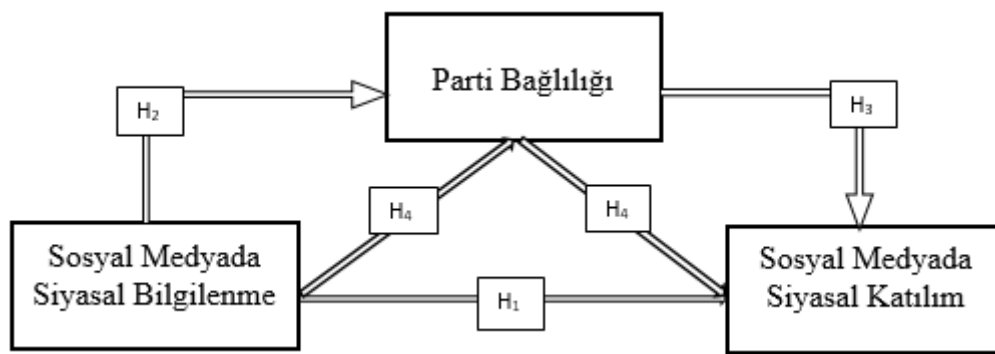 Parti Bağlılığı
H₂
H₃
H₄
H₄
Sosyal Medyada
Siyasal Bilgilenme
Sosyal Medyada
Siyasal Katılım
H₁